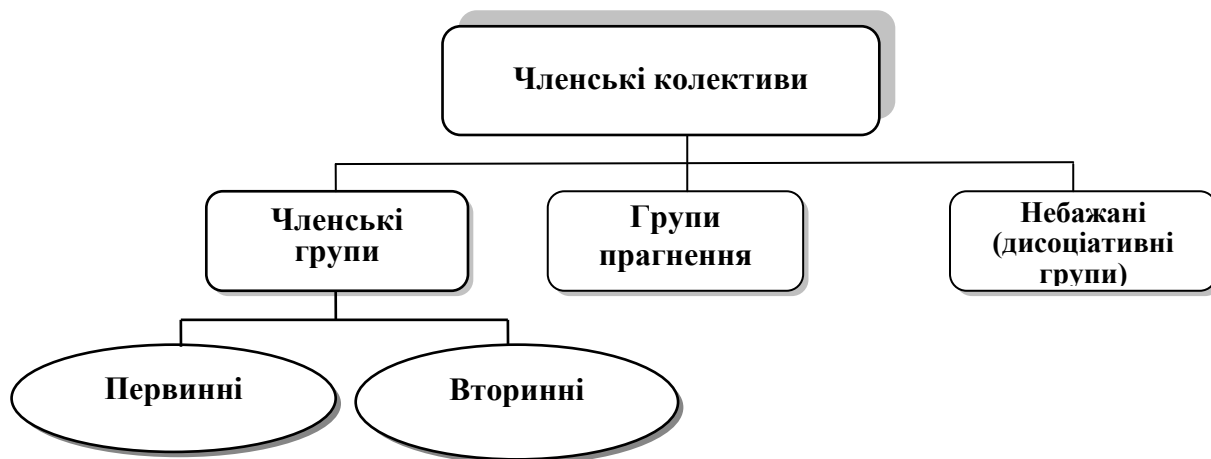 Членські колективи
Членські
групи
Групи
прагнення
Небажані
(дисоціативні
групи)
Первинні
Вторинні